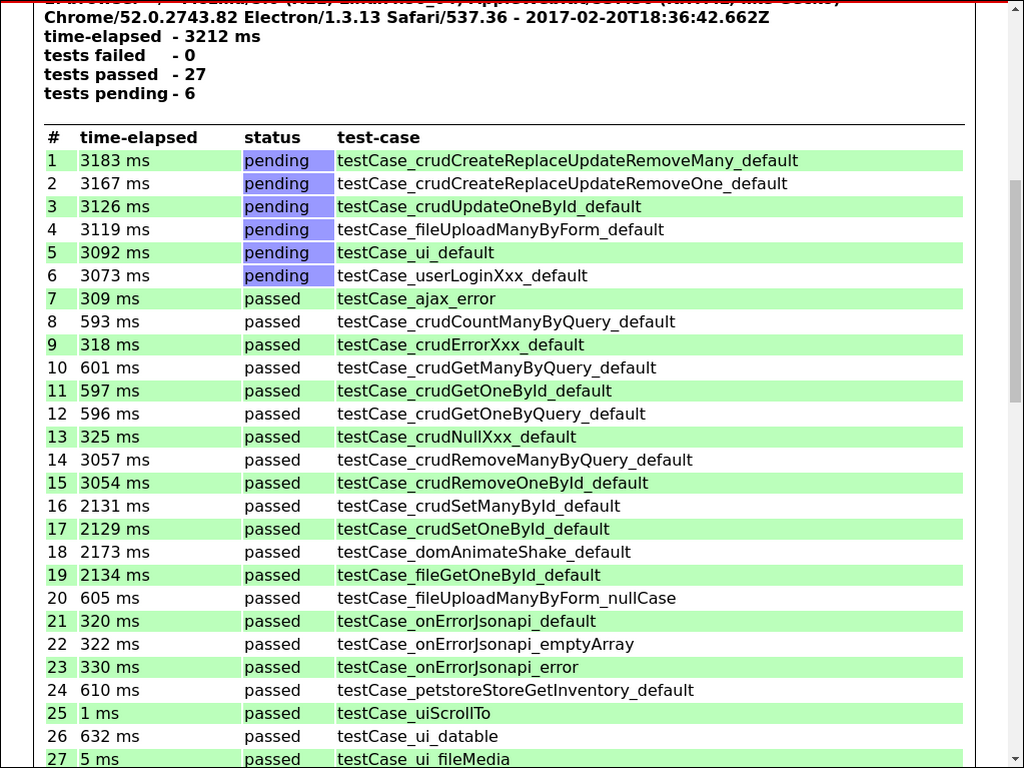 Chrome/52.0.2743.82 Electron/1.3.13 Safari/537.36 - 2017-02-20T18:36:42.662Z
time-elapsed - 3212 ms
tests failed - 0
tests passed - 27
tests pending - 6
# time-elapsed status test-case
1 3183 ms pending testCase_crudCreateReplaceUpdateRemoveMany_default
2 3167 ms pending testCase_crudCreateReplaceUpdateRemoveOne_default
3 3126 ms pending testCase_crudUpdateOneById_default
4 3119 ms pending testCase_fileUploadManyByForm_default
5 3092 ms pending testCase_ui_default
6 3073 ms pending testCase_userLoginXxx_default
7 309 ms passed testCase_ajax_error
8 593 ms passed testCase_crudCountManyByQuery_default
9 318 ms passed testCase_crudErrorXxx_default
10 601 ms passed testCase_crudGetManyByQuery_default
11 597 ms passed testCase_crudGetOneById_default
12 596 ms passed testCase_crudGetOneByQuery_default
13 325 ms passed testCase_crudNullXxx_default
14 3057 ms passed testCase_crudRemoveManyByQuery_default
15 3054 ms passed testCase_crudRemoveOneById_default
16 2131 ms passed testCase_crudSetManyById_default
17 2129 ms passed testCase_crudSetOneById_default
18 2173 ms passed testCase_domAnimateShake_default
19 2134 ms passed testCase_fileGetOneById_default
20 605 ms passed testCase_fileUploadManyByForm_nullCase
21 320 ms passed testCase_onErrorJsonapi_default
22 322 ms passed testCase_onErrorJsonapi_emptyArray
23 330 ms passed testCase_onErrorJsonapi_error
24 610 ms passed testCase_petstoreStoreGetInventory_default
25 1 ms passed testCase_uiScrollTo
26 632 ms passed testCase_ui_datable
27 5 ms passed testCase_ui_fileMedia